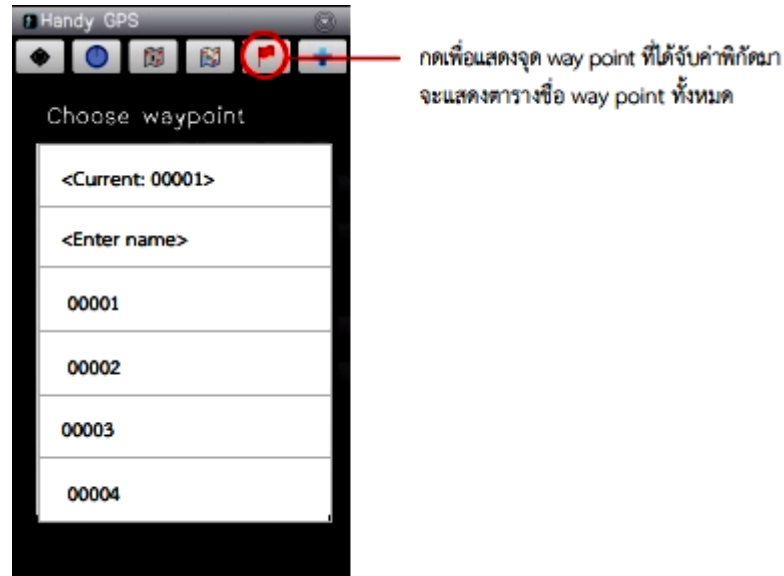 Handy GPS
กดเพื่อแสดงจุด way point ที่ได้จับค่าพิกัดมา
จะแสดงตารางชื่อ way point ทั้งหมด
Choose waypoint
<Current: 00001>
<Enter name>
00001
00002
00003
00004